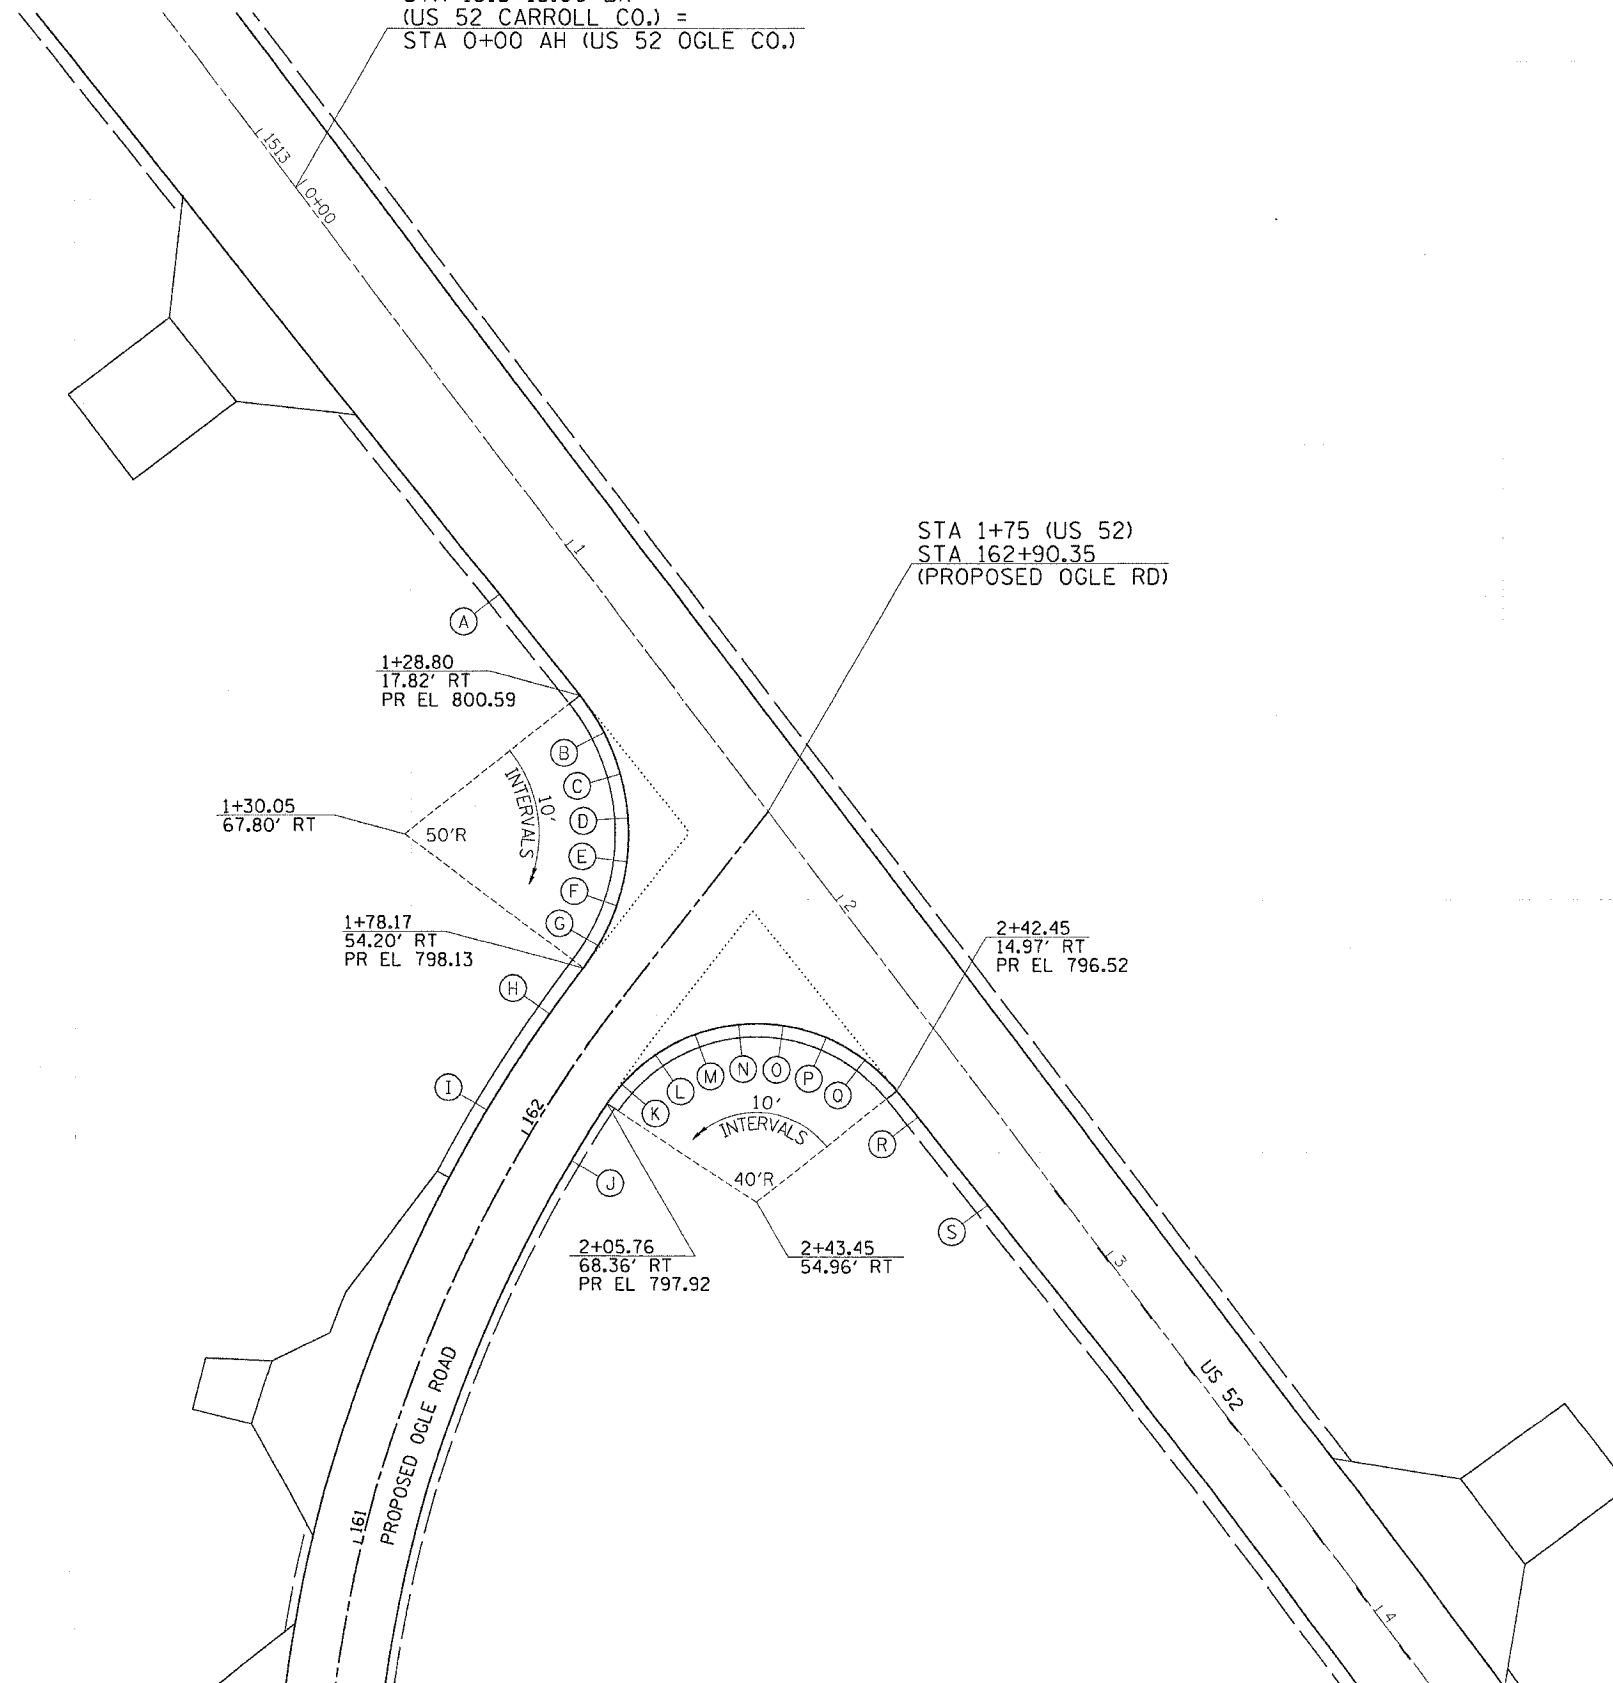 (US 52 CARROLL CO.) =
STA 0+00 AH (US 52 OGLE CO.)
1513
0+00
1
STA 1+75 (US 52)
STA 162+90.35
(PROPOSED OGLE RD)
A
1+28.80
17.82' RT
PR EL 800.59
B
C
D
E
F
G
10'
INTERVALS
1+30.05
67.80' RT
50'R
2
1+78.17
54.20' RT
PR EL 798.13
2+42.45
14.97' RT
PR EL 796.52
H
I
162
K
L
M
N
O
P
Q
10'
INTERVALS
R
J
40'R
S
2+05.76
68.36' RT
PR EL 797.92
2+43.45
54.96' RT
3
US 52
PROPOSED OGLE ROAD
161
4